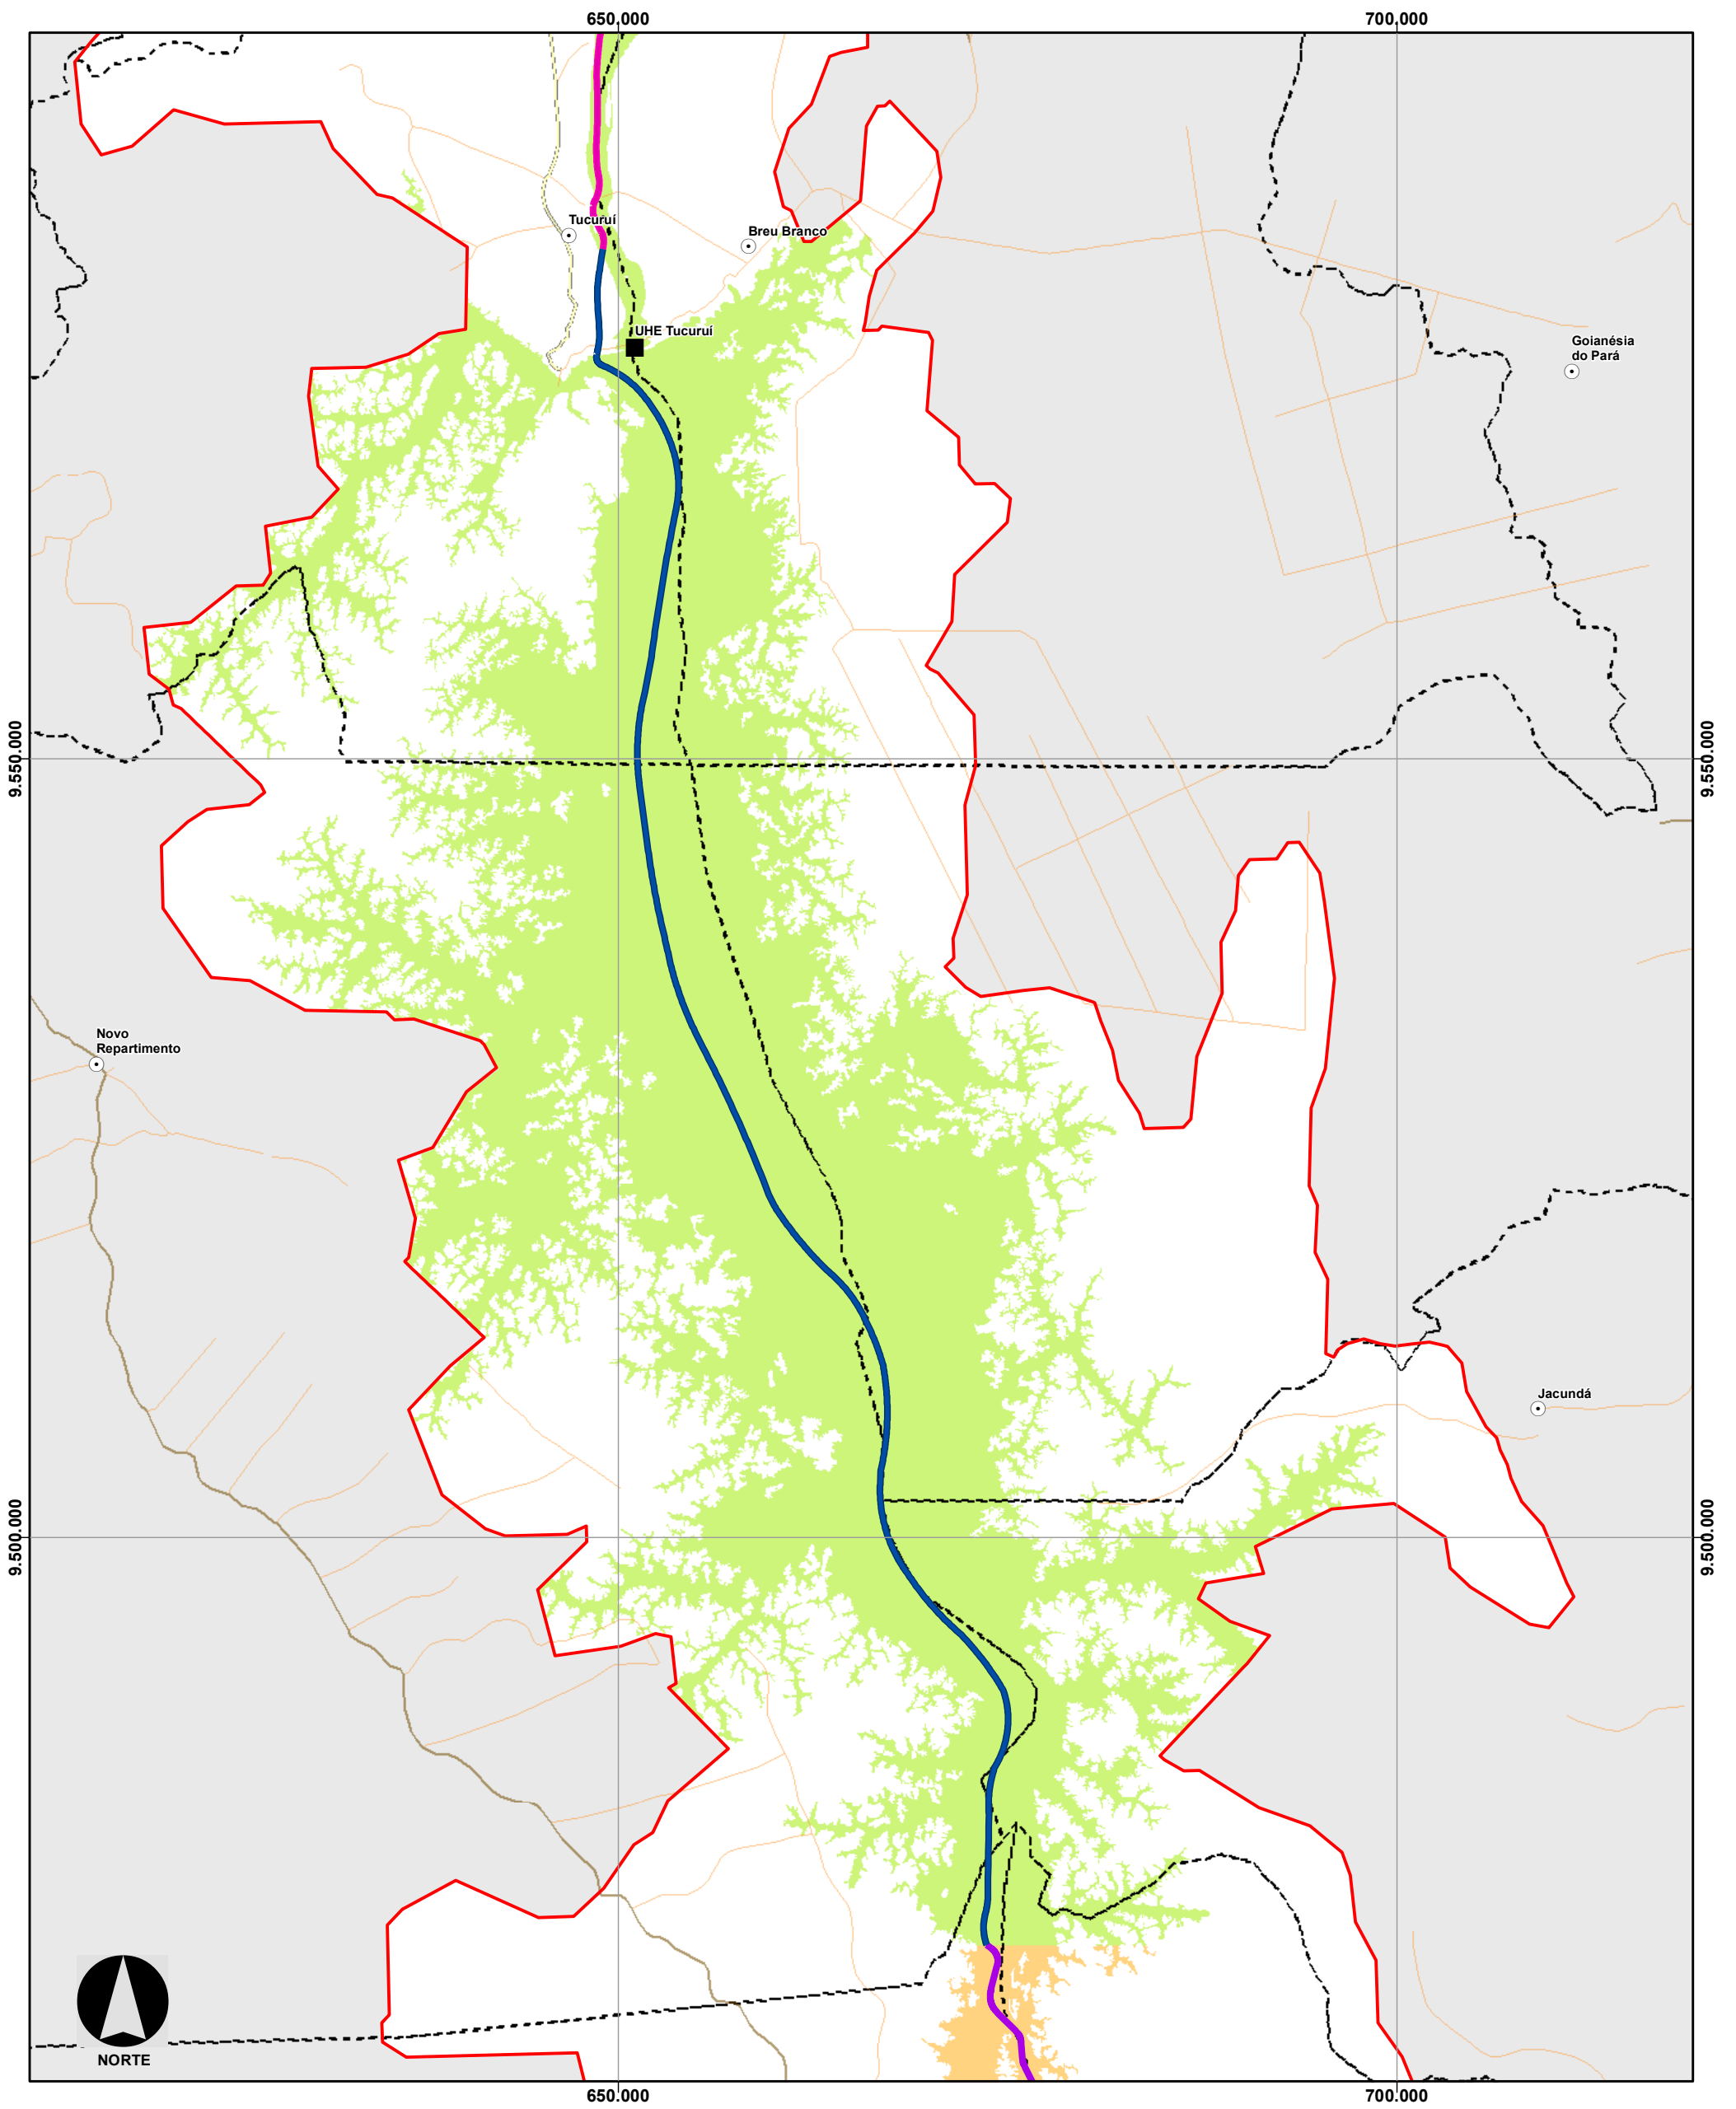 650.000
700.000
Tucuruí
Breu Branco
UHE Tucuruí
Goianésia
do Pará
9.550.000
9.550.000
Novo
Repartimento
Jacundá
9.500.000
9.500.000
NORTE
650.000
700.000